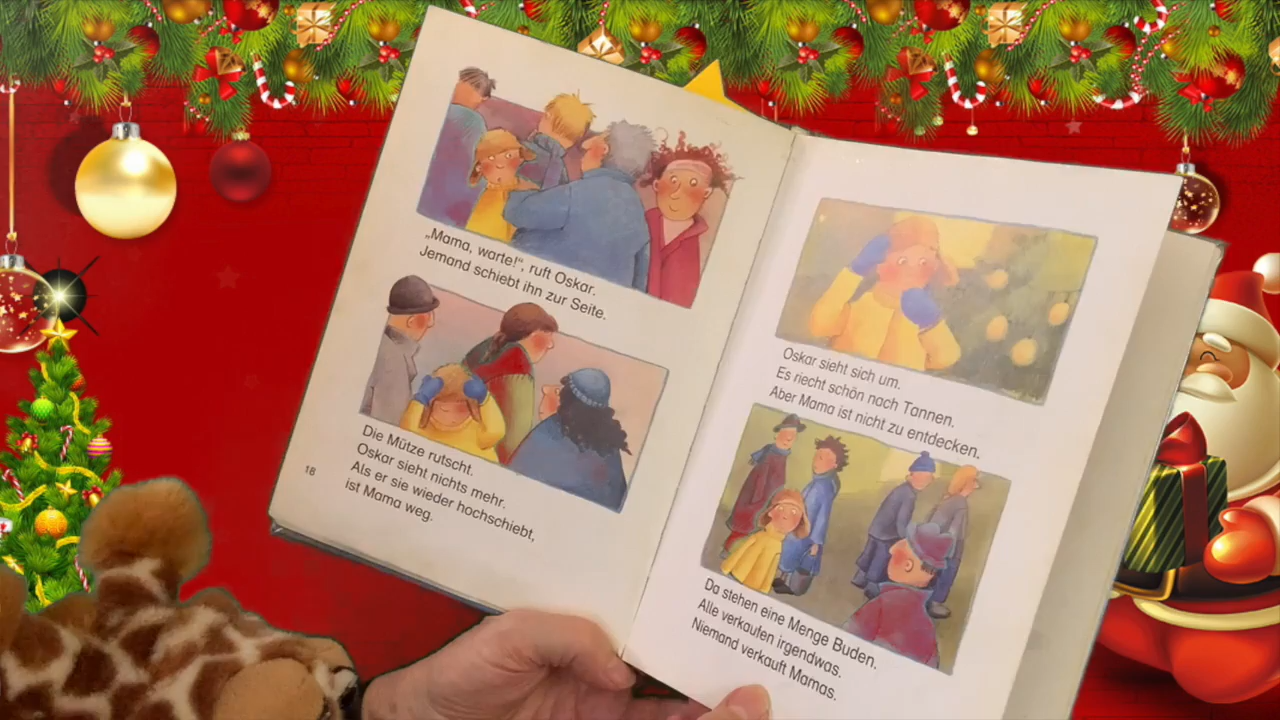 „Mama, warte!“, ruft Oskar.
Jemand schiebt ihn zur Seite.
Die Mütze rutscht.
Oskar sieht nichts mehr.
Als er sie wieder hochschiebt,
ist Mama weg.
18
Oskar sieht sich um.
Es riecht schön nach Tannen.
Aber Mama ist nicht zu entdecken.
Da stehen eine Menge Buden.
Alle verkaufen irgendwas.
Niemand verkauft Mamas.